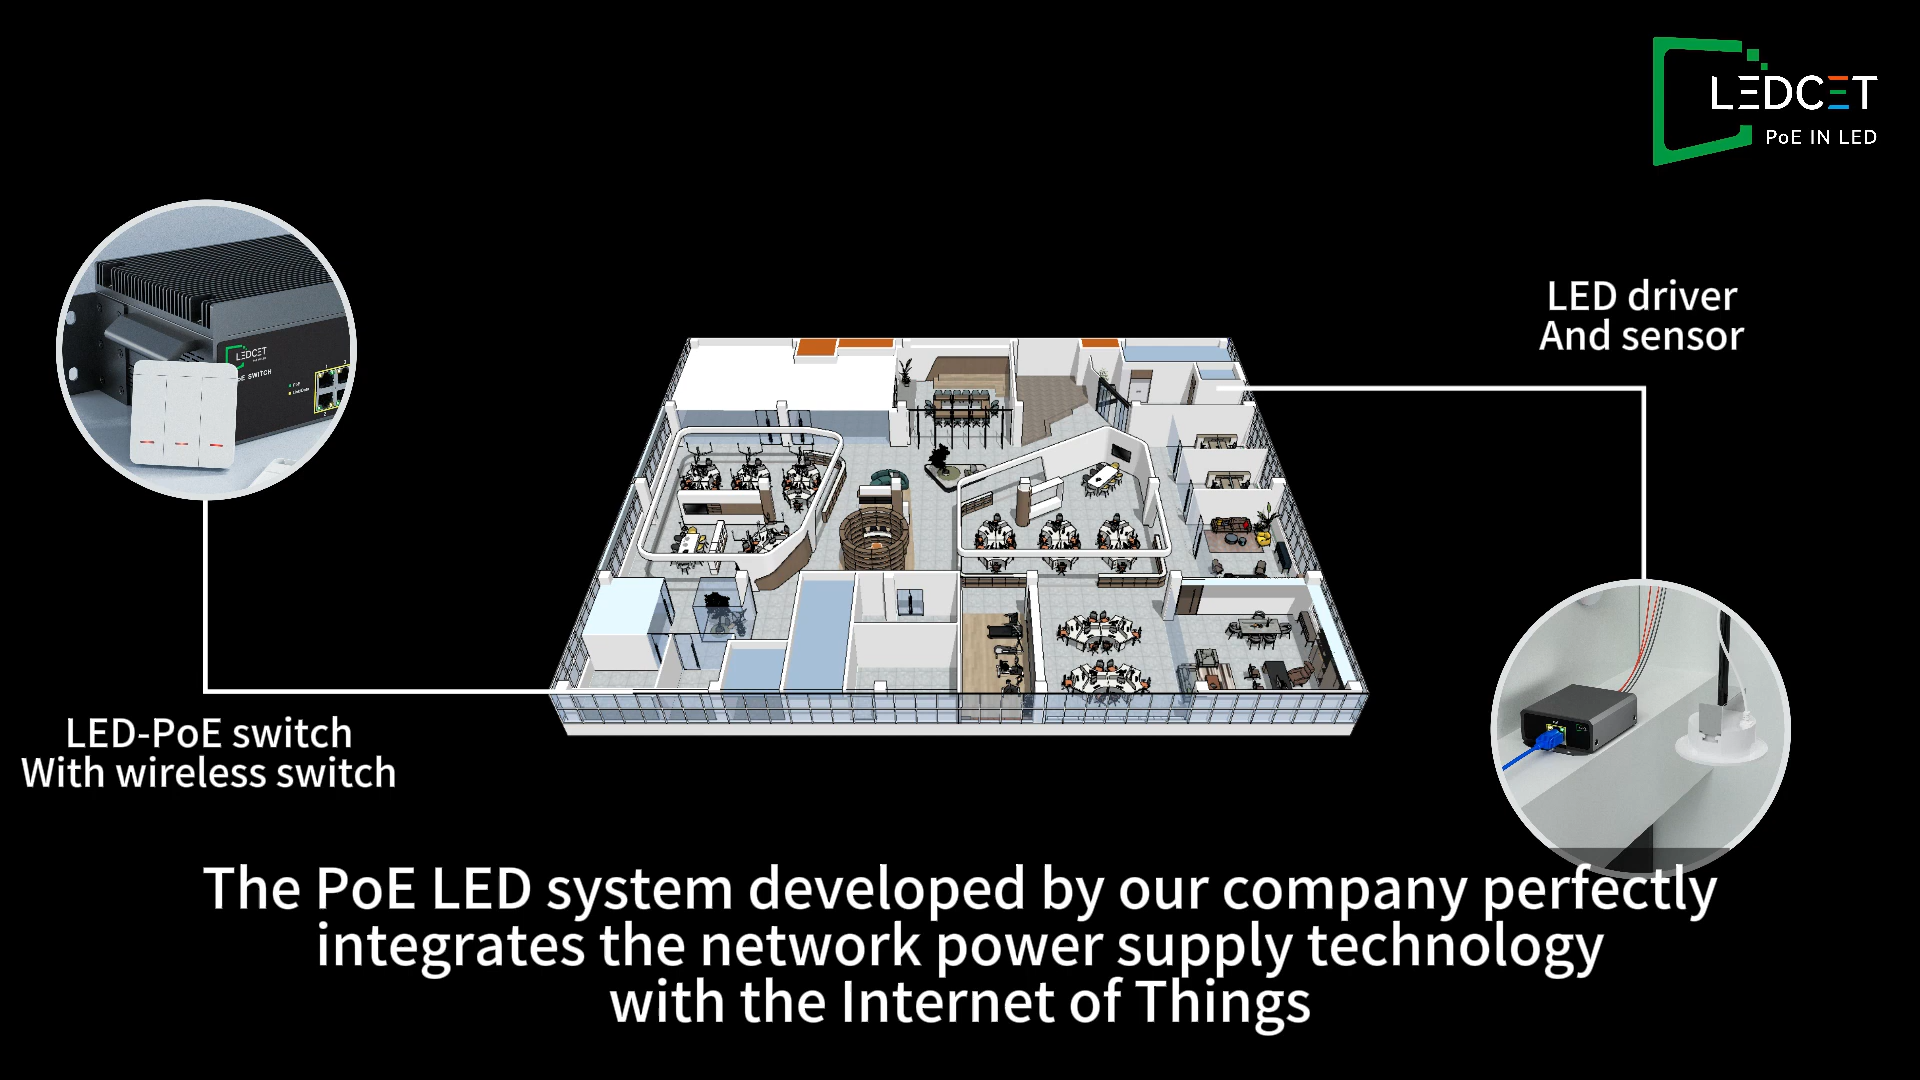 LEDCET
PoE IN LED
LED driver
And sensor
LEDCET
SWITCH
LED-PoE switch
With wireless switch
The PoE LED system developed by our company perfectly
integrates the network power supply technology
with the Internet of Things